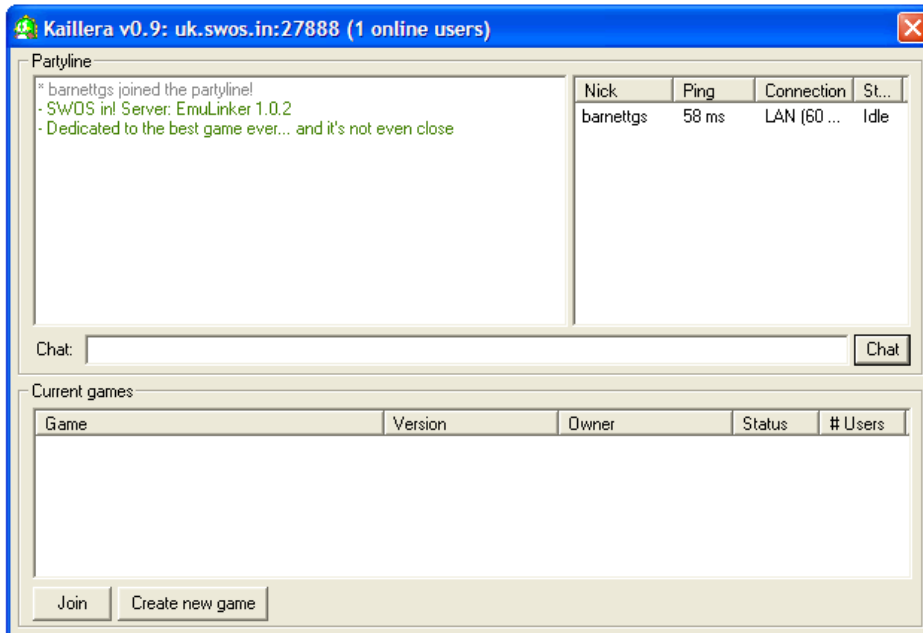 Kaillera v0.9: uk.swos.in:27888 (1 online users)
Partyline
* barnettgs joined the partyline!
- SWOS in! Server: EmuLinker 1.0.2
- Dedicated to the best game ever... and it's not even close
Nick Ping Connection St...
barnettgs 58 ms LAN (60 ... Idle
Chat: Chat
Current games
Game Version Owner Status # Users
Join Create new game